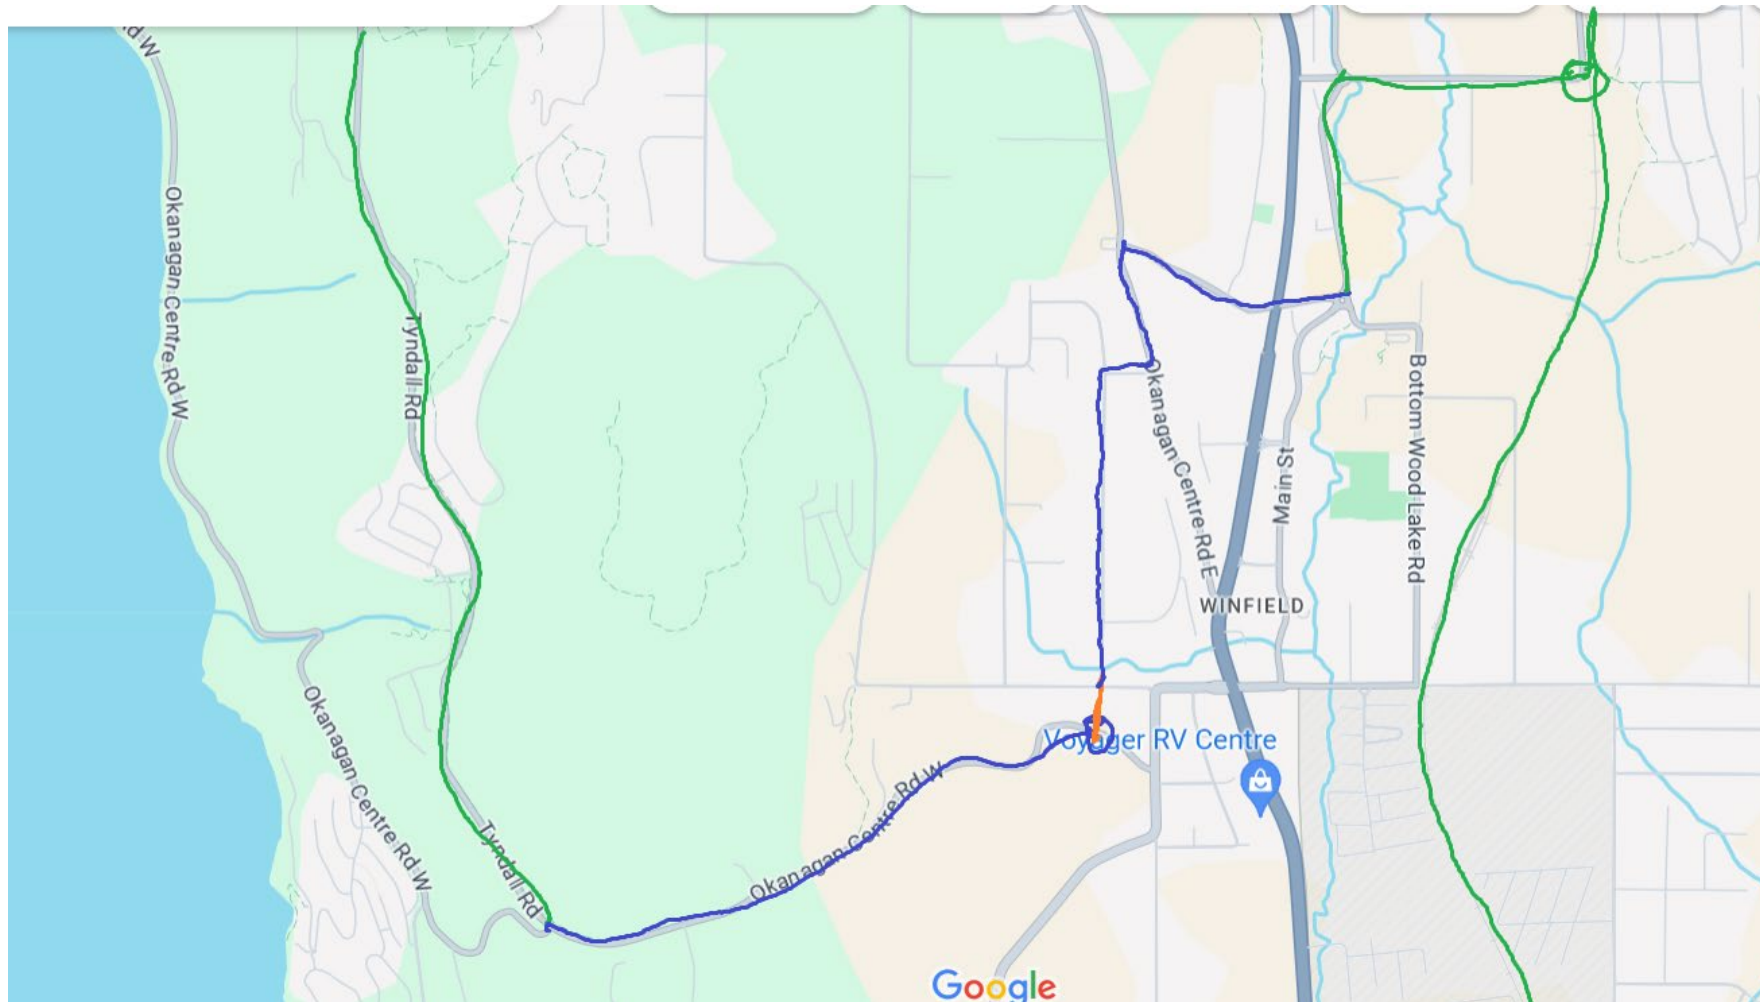 d W
Okanagan Centre Rd W
Tyndall Rd
Okanagan Centre Rd E
Main St
Bottom Wood Lake Rd
WINFIELD
Okanagan Centre Rd W
Voyager RV Centre
Okanagan Centre Rd W
Tyndall Rd
Google